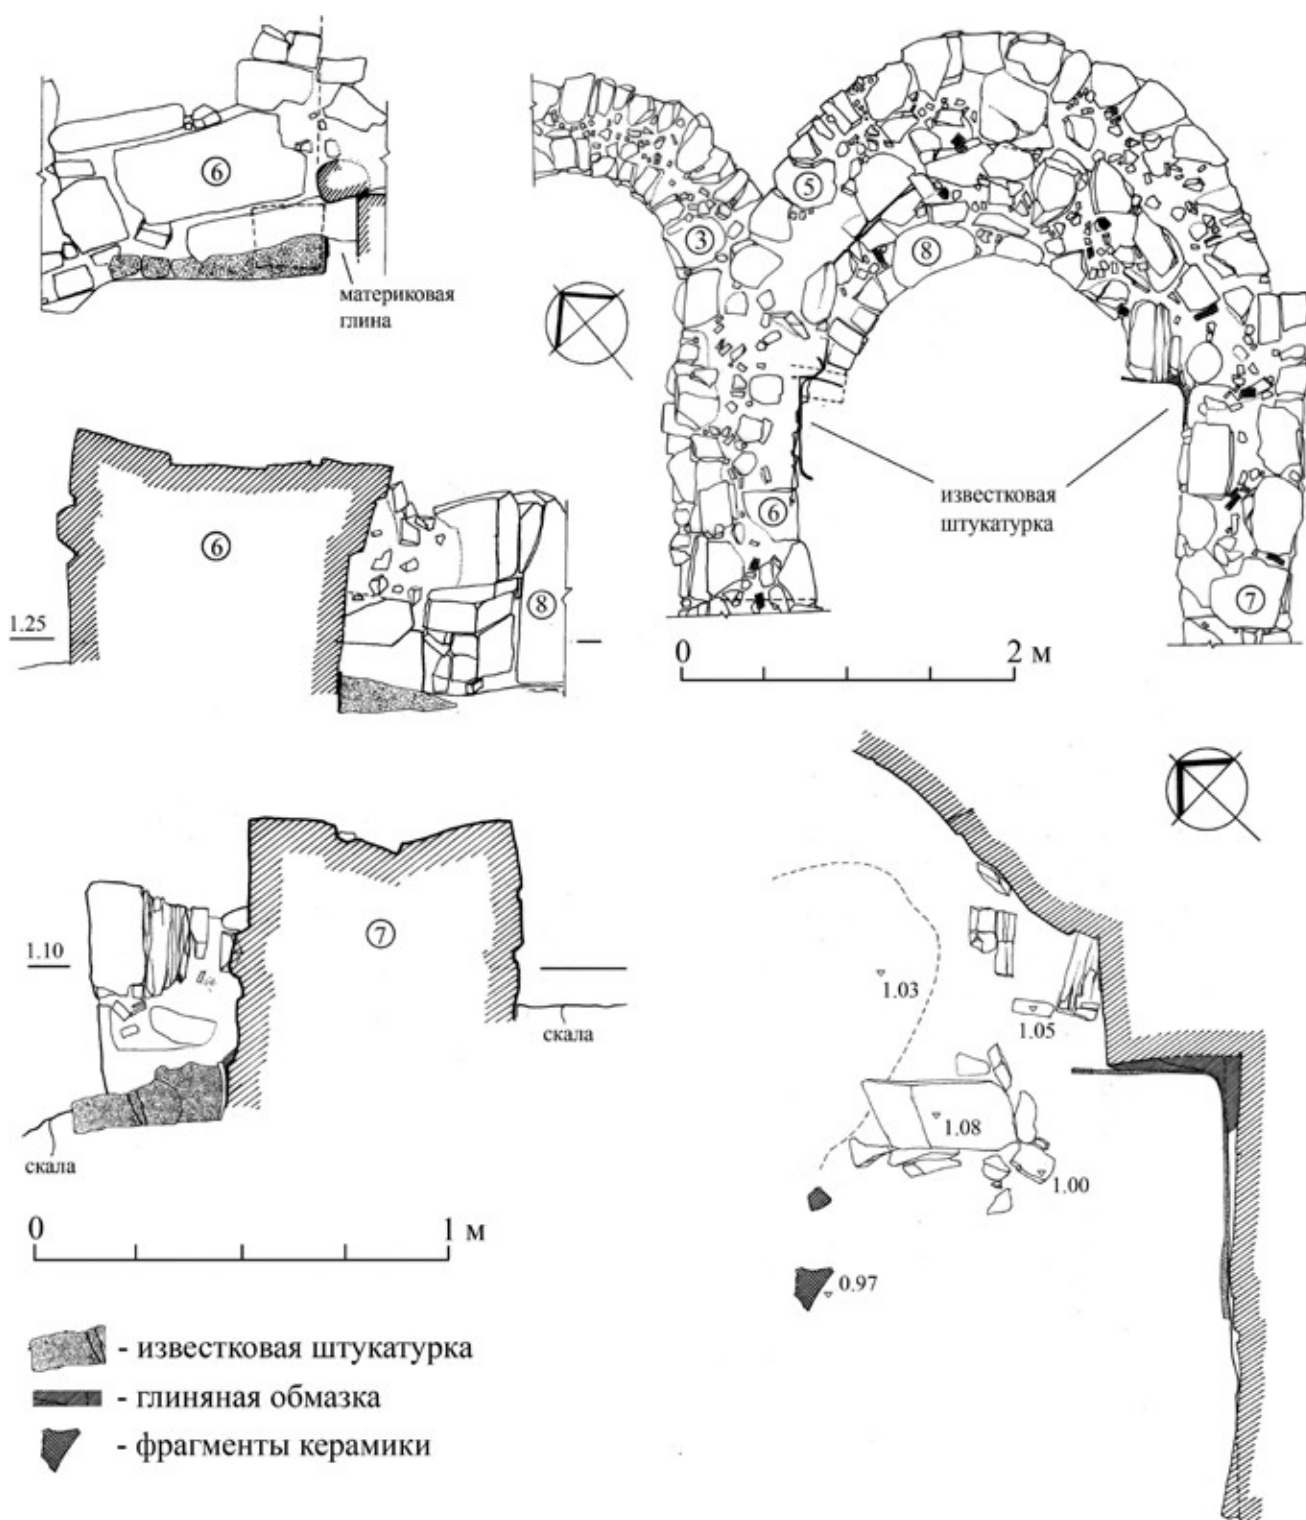 6
материковая
глина
3
5
8
6
7
известковая
штукатурка
0 2 м
6
8
1.25
7
1.10
скала
скала
0 1 м
1.03
1.05
1.08
1.00
0.97
- известковая штукатурка
- глиняная обмазка
- фрагменты керамики